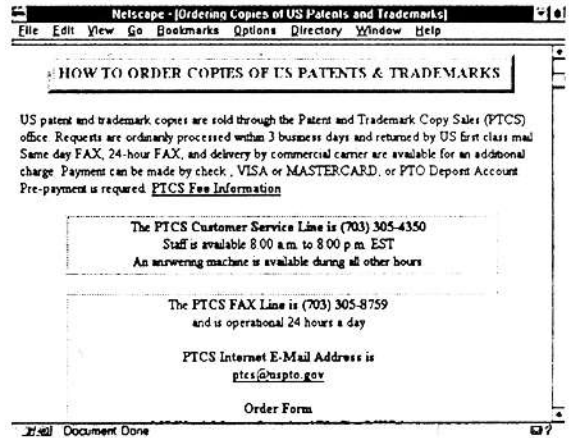 Netscape - [Ordering Copies of US Patents and Trademarks]
File Edit View Go Bookmarks Options Directory Window Help
HOW TO ORDER COPIES OF US PATENTS & TRADEMARKS
US patent and trademark copies are sold through the Patent and Trademark Copy Sales (PTCS)
office. Requests are ordinarily processed within 3 business days and returned by US first class mail
Same day FAX, 24-hour FAX, and delivery by commercial carrier are available for an additional
charge. Payment can be made by check , VISA or MASTERCARD, or PTO Deposit Account
Pre-payment is required. PTCS Fee Information
The PTCS Customer Service Line is (703) 305-4350
Staff is available 8:00 a.m. to 8:00 p.m. EST
An answering machine is available during all other hours
The PTCS FAX Line is (703) 305-8759
and is operational 24 hours a day
PTCS Internet E-Mail Address is
ptcs@uspto.gov
Order Form
Document Done